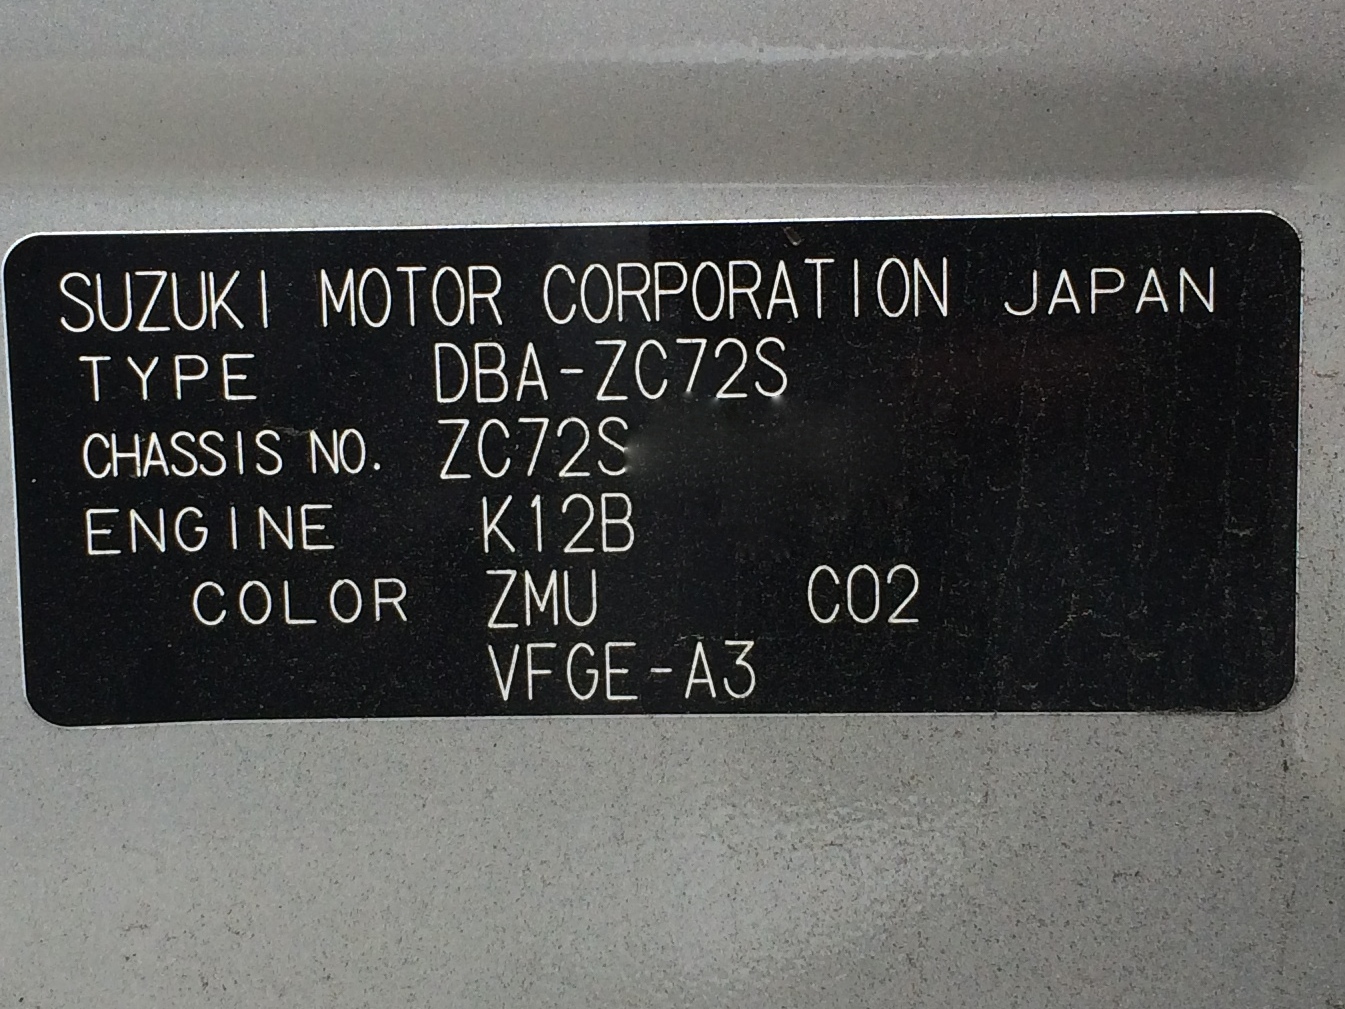 SUZUKI MOTOR CORPORATION JAPAN
TYPE DBA-ZC72S
CHASSIS NO. ZC72S
ENGINE K12B
COLOR ZMU C02
VFGE-A3